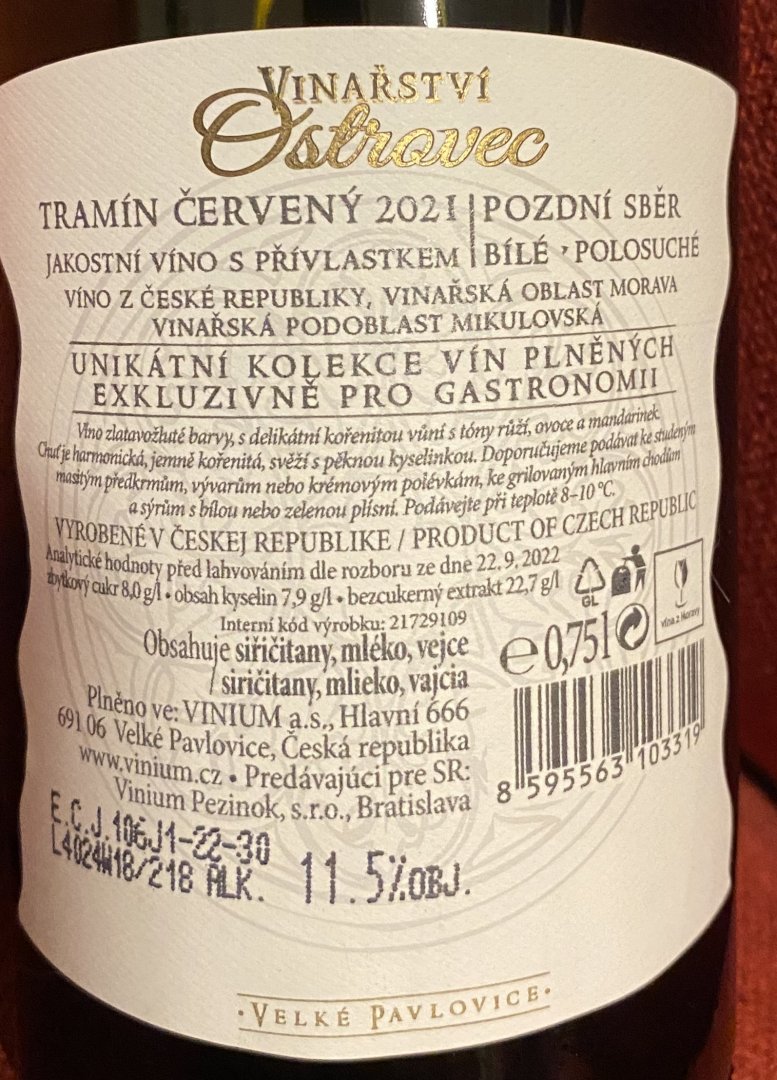 VINAŘSTVÍ
Ostrovec
TRAMÍN ČERVENÝ 2021 | POZDNÍ SBĚR
JAKOSTNÍ VÍNO S PŘÍVLASTKEM | BÍLÉ, POLOSUCHÉ
VÍNO Z ČESKÉ REPUBLIKY, VINAŘSKÁ OBLAST MORAVA
VINAŘSKÁ PODOBLAST MIKULOVSKÁ
UNIKÁTNÍ KOLEKCE VÍN PLNĚNÝCH
EXKLUZIVNĚ PRO GASTRONOMII
Víno zlatavožluté barvy, s delikátní kořenitou vůní s tóny růží, ovoce a mandarinek.
Chuť je harmonická, jemně kořenitá, svěží s pěknou kyselinkou. Doporučujeme podávat ke studeným
masitým předkrmům, vývarům nebo krémovým polévkám, ke grilovaným hlavním chodům
a sýrům s bílou nebo zelenou plísní. Podávejte při teplotě 8–10 °C.
VYROBENÉ V ČESKEJ REPUBLIKE / PRODUCT OF CZECH REPUBLIC
Analytické hodnoty před lahvováním dle rozboru ze dne 22. 9. 2022
zbytkový cukr 8,0 g/l • obsah kyselin 7,9 g/l • bezcukerný extrakt 22,7 g/l
Interní kód výrobku: 21729109
Obsahuje siřičitany, mléko, vejce
/ siričitany, mlieko, vajcia
Plněno ve: VINIUM a.s., Hlavní 666
691 06 Velké Pavlovice, Česká republika
www.vinium.cz • Predávajúci pre SR:
Vinium Pezinok, s.r.o., Bratislava
GL
vína z Moravy
e 0,75 l
8 595563 103319
E.Č.J.106J1-22-30
L4024W18/218 ALK. 11.5%OBJ.
• VELKÉ PAVLOVICE •